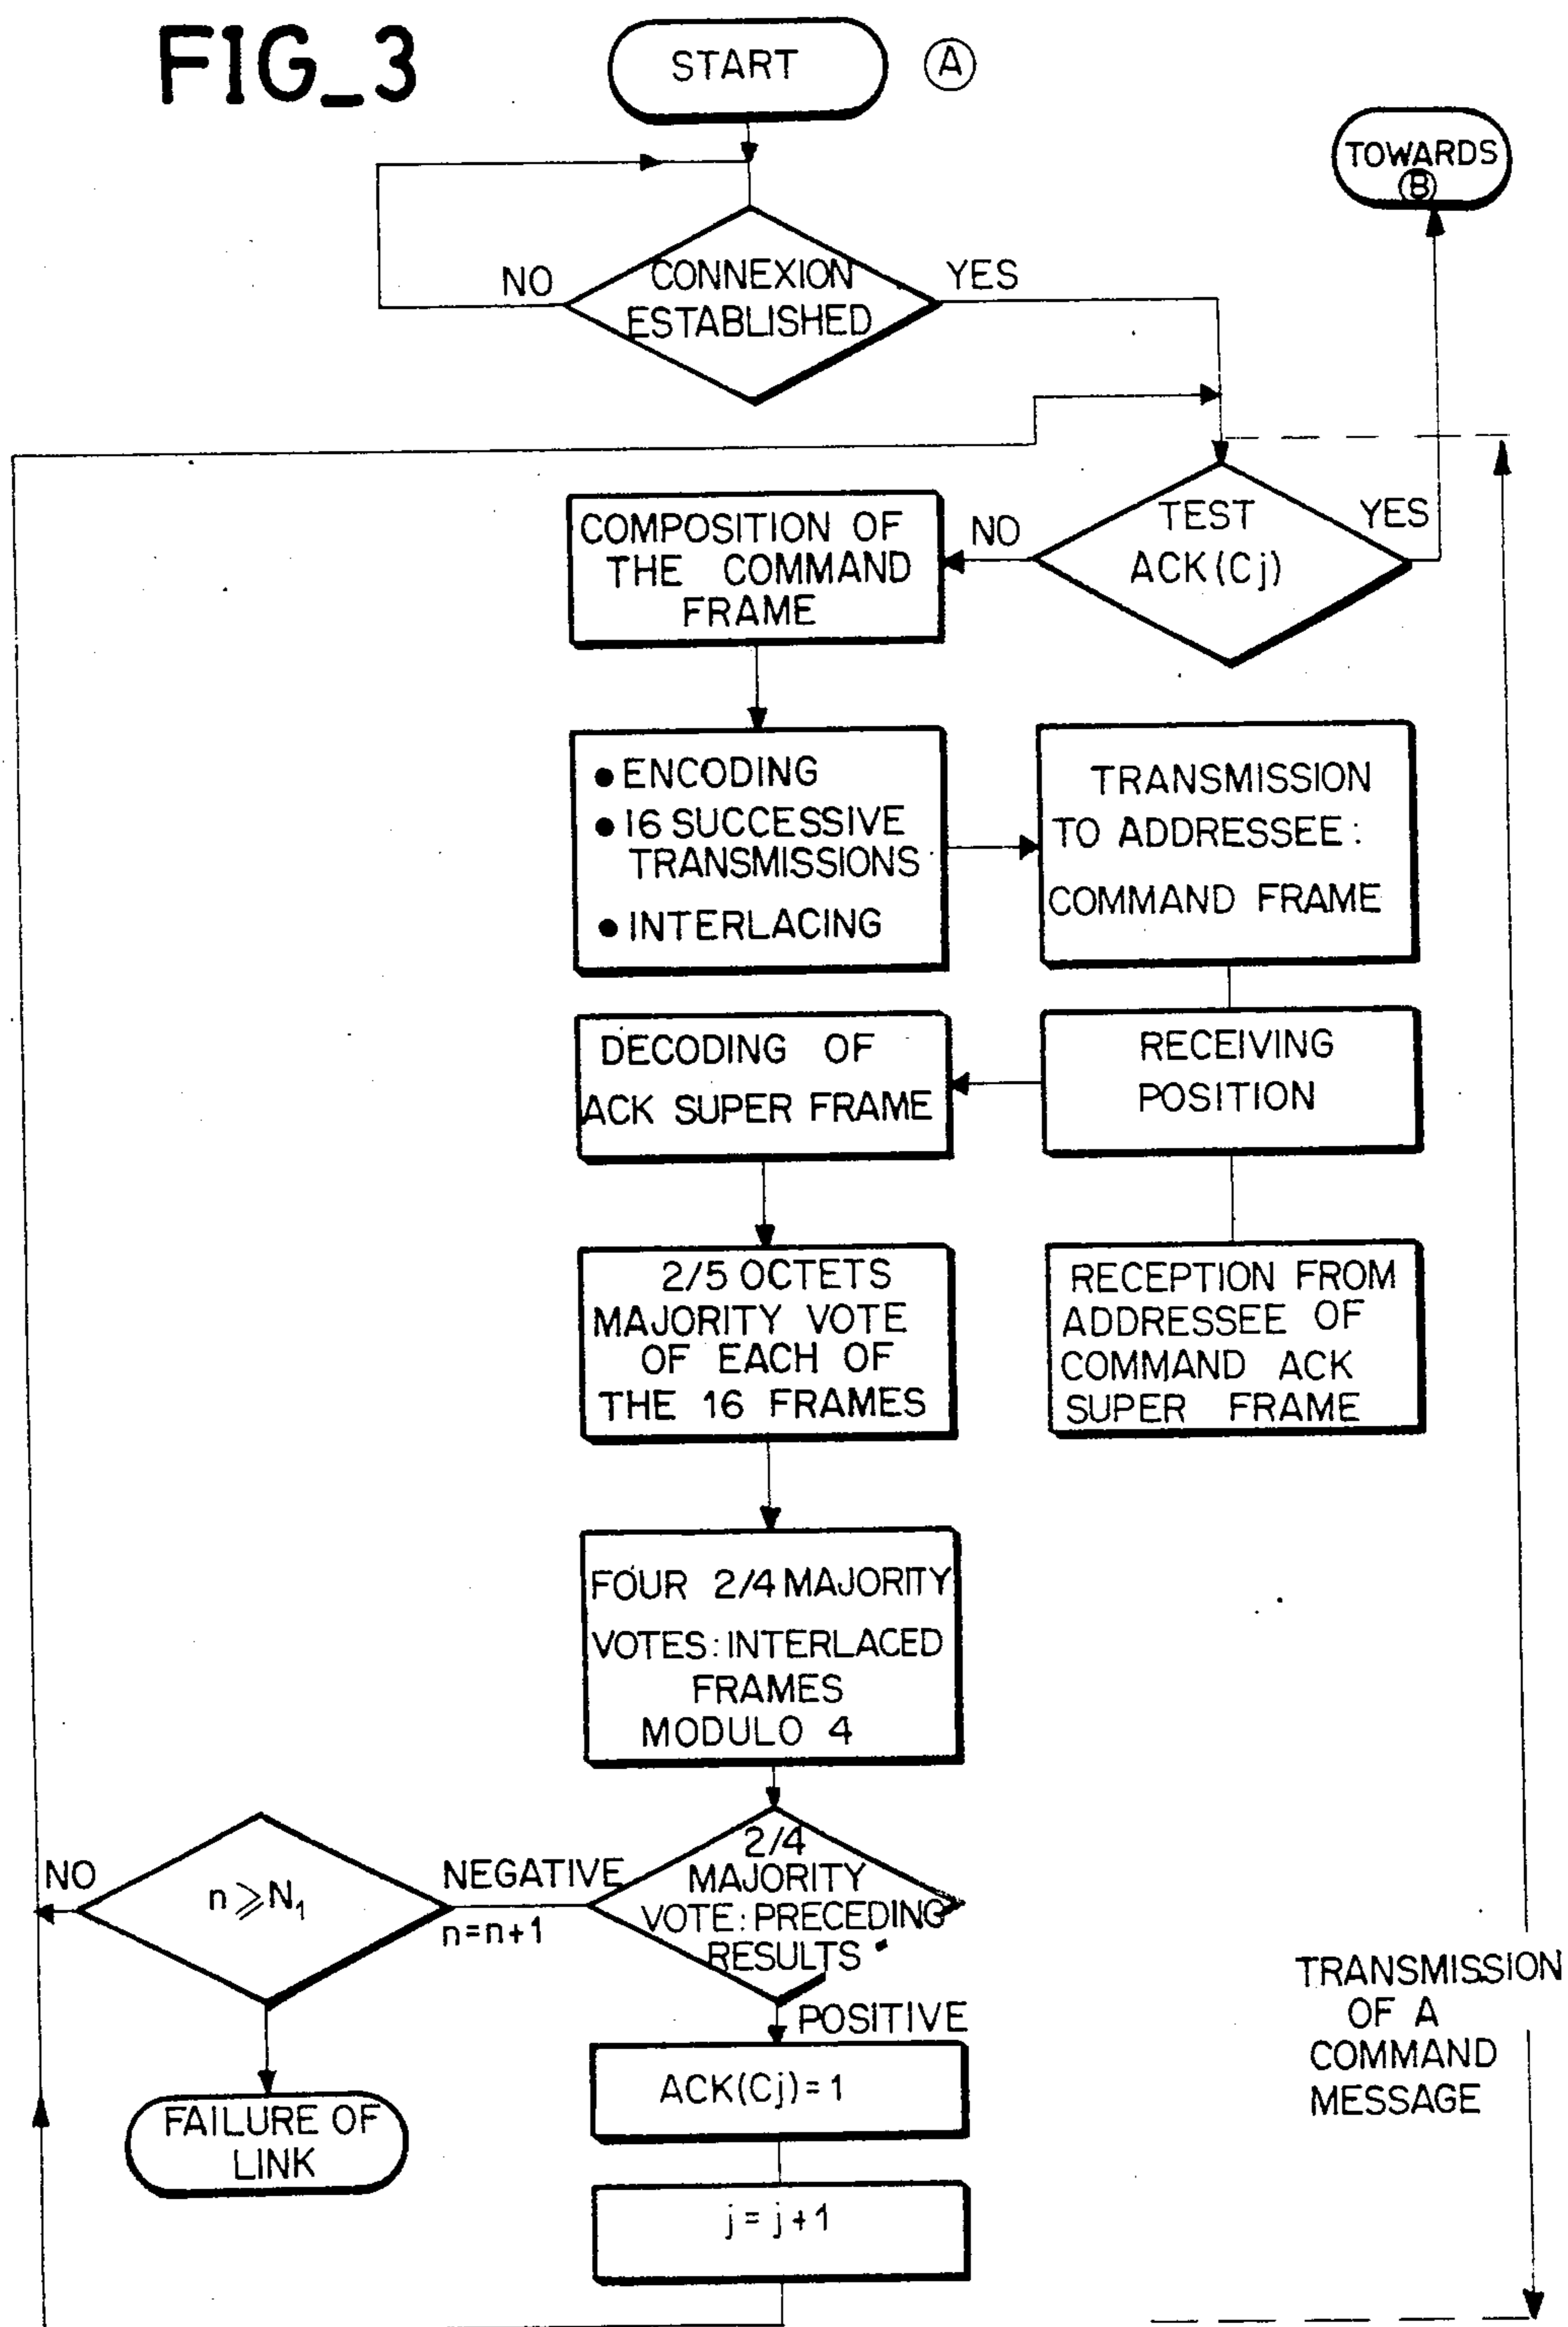 FIG_3
START
A
TOWARDS
B
NO
CONNEXION
ESTABLISHED
YES
COMPOSITION OF
THE COMMAND
FRAME
NO
TEST
ACK(Cj)
YES
• ENCODING
• 16 SUCCESSIVE
TRANSMISSIONS
• INTERLACING
TRANSMISSION
TO ADDRESSEE:
COMMAND FRAME
DECODING OF
ACK SUPER FRAME
RECEIVING
POSITION
2/5 OCTETS
MAJORITY VOTE
OF EACH OF
THE 16 FRAMES
RECEPTION FROM
ADDRESSEE OF
COMMAND ACK
SUPER FRAME
FOUR 2/4 MAJORITY
VOTES: INTERLACED
FRAMES
MODULO 4
NO
n ⩾ N1
NEGATIVE
n=n+1
2/4
MAJORITY
VOTE: PRECEDING
RESULTS
POSITIVE
FAILURE OF
LINK
ACK(Cj)=1
j = j+1
TRANSMISSION
OF A
COMMAND
MESSAGE